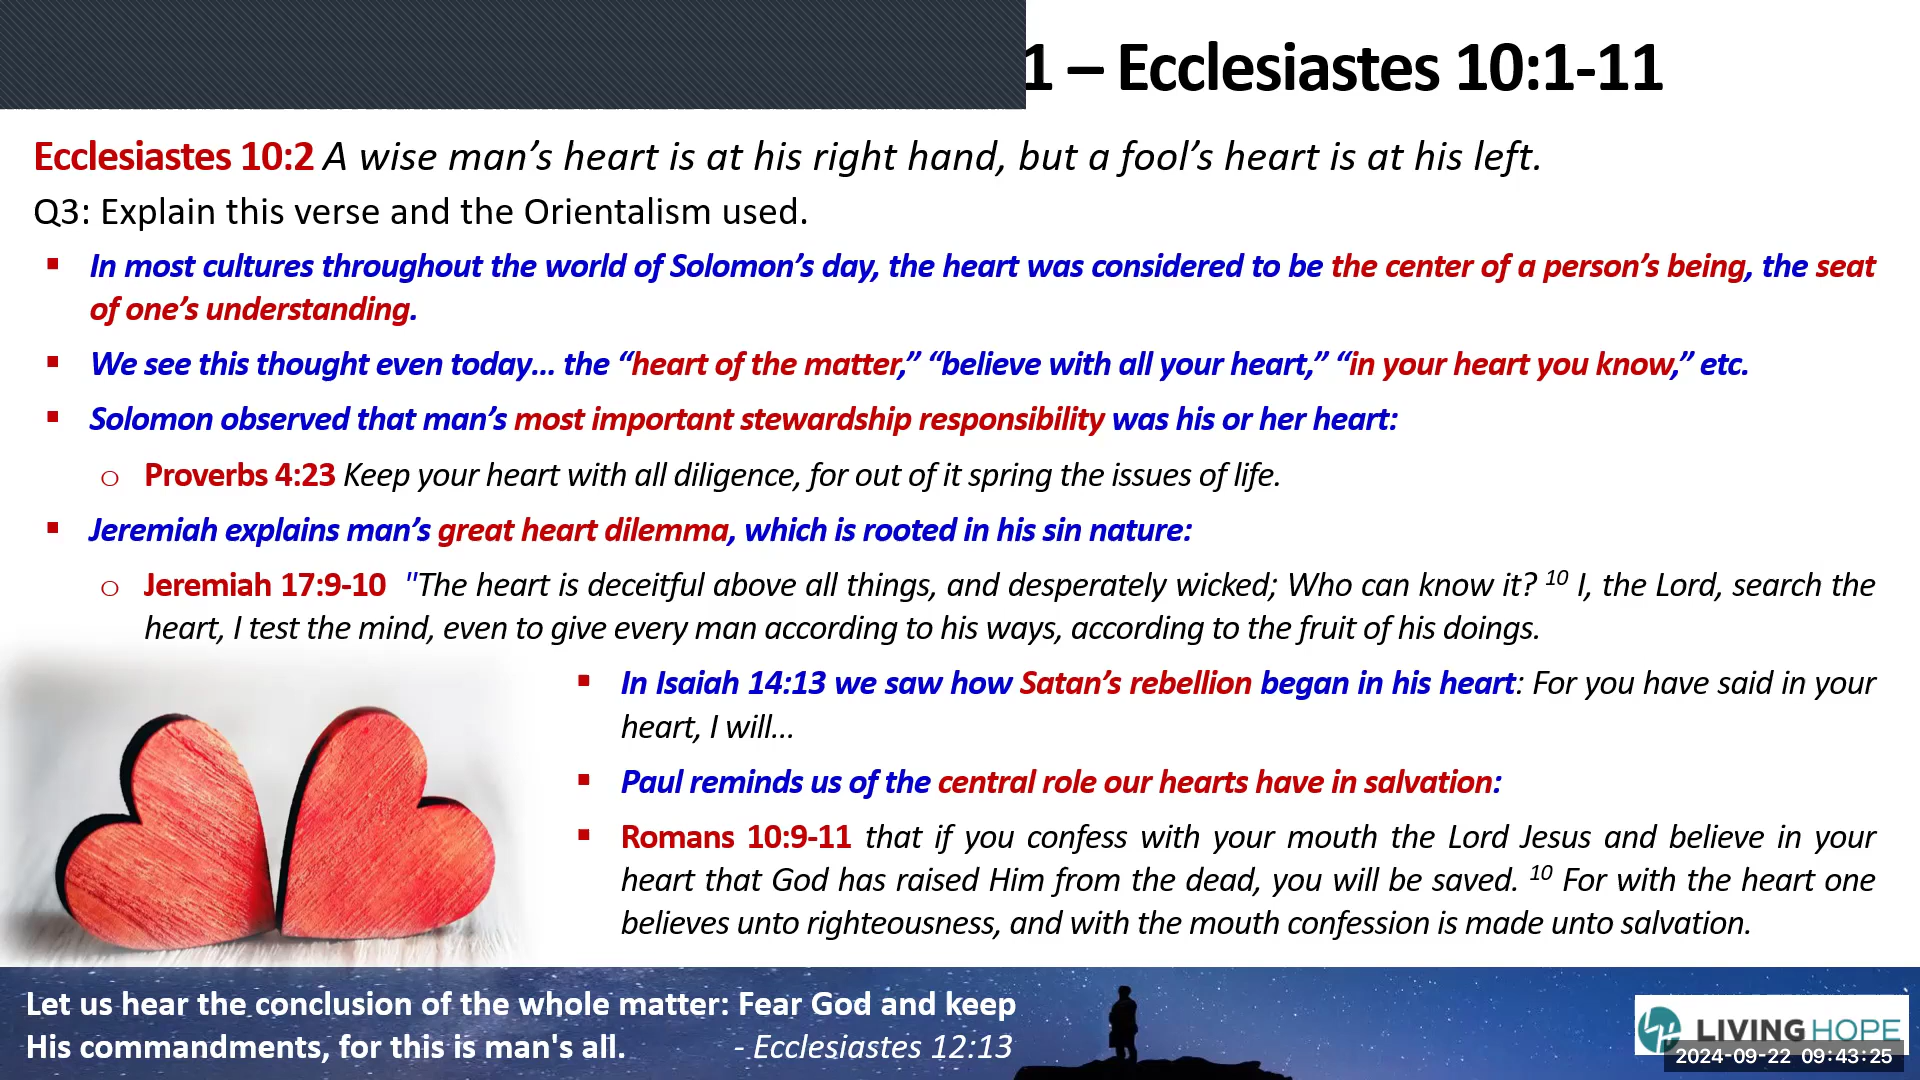 1 – Ecclesiastes 10:1-11
Ecclesiastes 10:2 A wise man’s heart is at his right hand, but a fool’s heart is at his left.
Q3: Explain this verse and the Orientalism used.
▪ In most cultures throughout the world of Solomon’s day, the heart was considered to be the center of a person’s being, the seat
of one’s understanding.
▪ We see this thought even today... the “heart of the matter,” “believe with all your heart,” “in your heart you know,” etc.
▪ Solomon observed that man’s most important stewardship responsibility was his or her heart:
o Proverbs 4:23 Keep your heart with all diligence, for out of it spring the issues of life.
▪ Jeremiah explains man’s great heart dilemma, which is rooted in his sin nature:
o Jeremiah 17:9-10 "The heart is deceitful above all things, and desperately wicked; Who can know it? 10 I, the Lord, search the
heart, I test the mind, even to give every man according to his ways, according to the fruit of his doings.
▪ In Isaiah 14:13 we saw how Satan’s rebellion began in his heart: For you have said in your
heart, I will...
▪ Paul reminds us of the central role our hearts have in salvation:
▪ Romans 10:9-11 that if you confess with your mouth the Lord Jesus and believe in your
heart that God has raised Him from the dead, you will be saved. 10 For with the heart one
believes unto righteousness, and with the mouth confession is made unto salvation.
Let us hear the conclusion of the whole matter: Fear God and keep
His commandments, for this is man's all. - Ecclesiastes 12:13
LIVING HOPE
2024-09-22 09:43:25